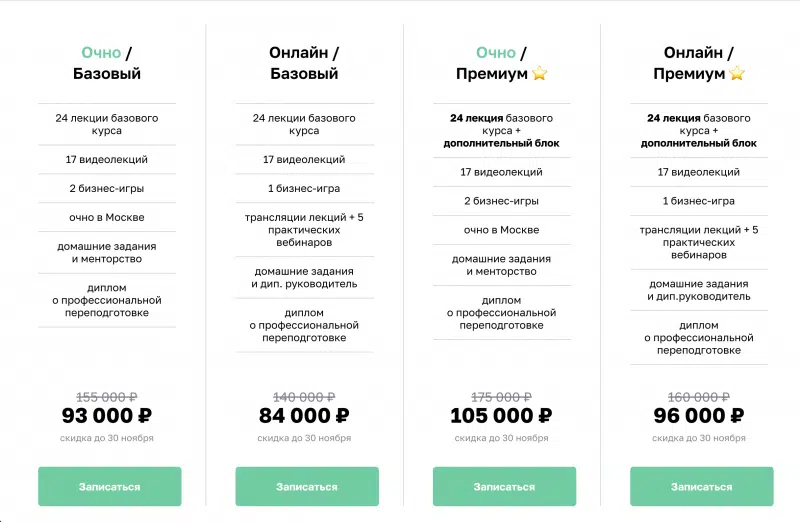 Очно /
Базовый
24 лекции базового
курса
17 видеолекций
2 бизнес-игры
очно в Москве
домашние задания
и менторство
диплом
о профессиональной
переподготовке
155 000 ₽
93 000 ₽
скидка до 30 ноября
Записаться
Онлайн /
Базовый
24 лекции базового
курса
17 видеолекций
1 бизнес-игра
трансляции лекций + 5
практических
вебинаров
домашние задания
и дип. руководитель
диплом
о профессиональной
переподготовке
140 000 ₽
84 000 ₽
скидка до 30 ноября
Записаться
Очно /
Премиум ⭐
24 лекция базового
курса +
дополнительный блок
17 видеолекций
2 бизнес-игры
очно в Москве
домашние задания
и менторство
диплом
о профессиональной
переподготовке
175 000 ₽
105 000 ₽
скидка до 30 ноября
Записаться
Онлайн /
Премиум ⭐
24 лекция базового
курса +
дополнительный блок
17 видеолекций
1 бизнес-игра
трансляции лекций + 5
практических
вебинаров
домашние задания
и дип.руководитель
диплом
о профессиональной
переподготовке
160 000 ₽
96 000 ₽
скидка до 30 ноября
Записаться